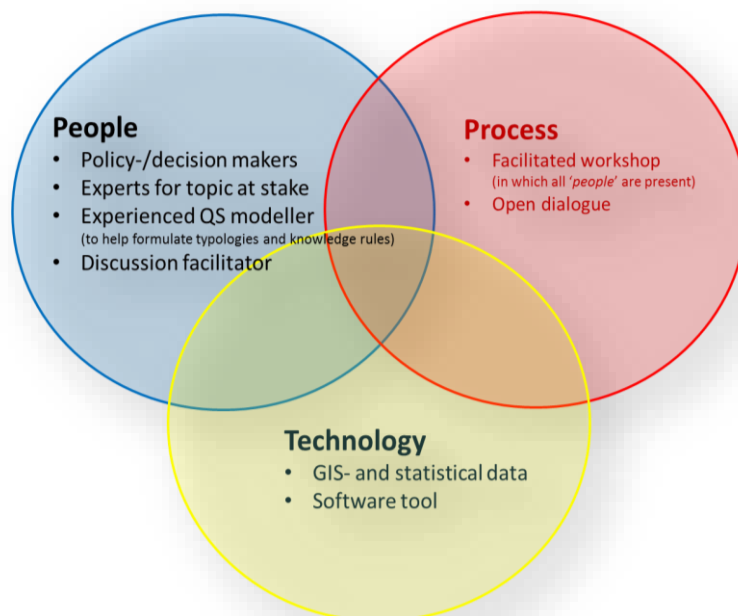 People
• Policy-/decision makers
• Experts for topic at stake
• Experienced QS modeller
(to help formulate typologies and knowledge rules)
• Discussion facilitator
Process
• Facilitated workshop
(in which all ‘people’ are present)
• Open dialogue
Technology
• GIS- and statistical data
• Software tool